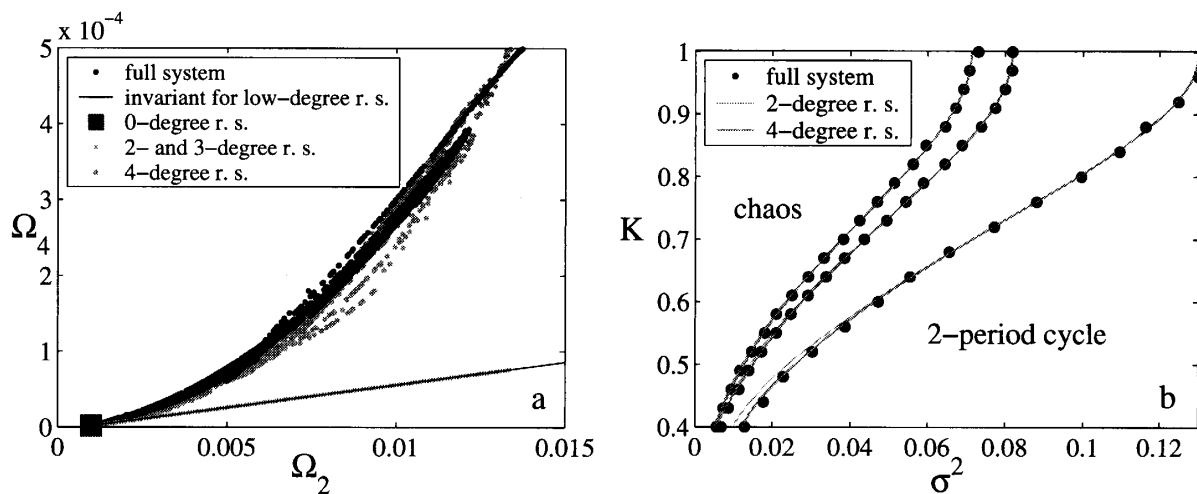 x 10⁻⁴
5
4
3
2
1
0
Ω₄
full system
invariant for low-degree r. s.
0-degree r. s.
2- and 3-degree r. s.
4-degree r. s.
a
0
0.005
0.01
0.015
Ω₂
1
0.9
0.8
0.7
0.6
0.5
0.4
K
full system
2-degree r. s.
4-degree r. s.
chaos
2-period cycle
b
0
0.02
0.04
0.06
0.08
0.10
0.12
σ²